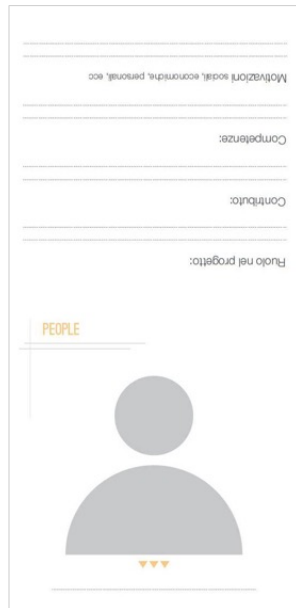 PEOPLE
Ruolo nel progetto:
Contributo:
Competenze:
Motivazioni sociali, economiche, personali, ecc